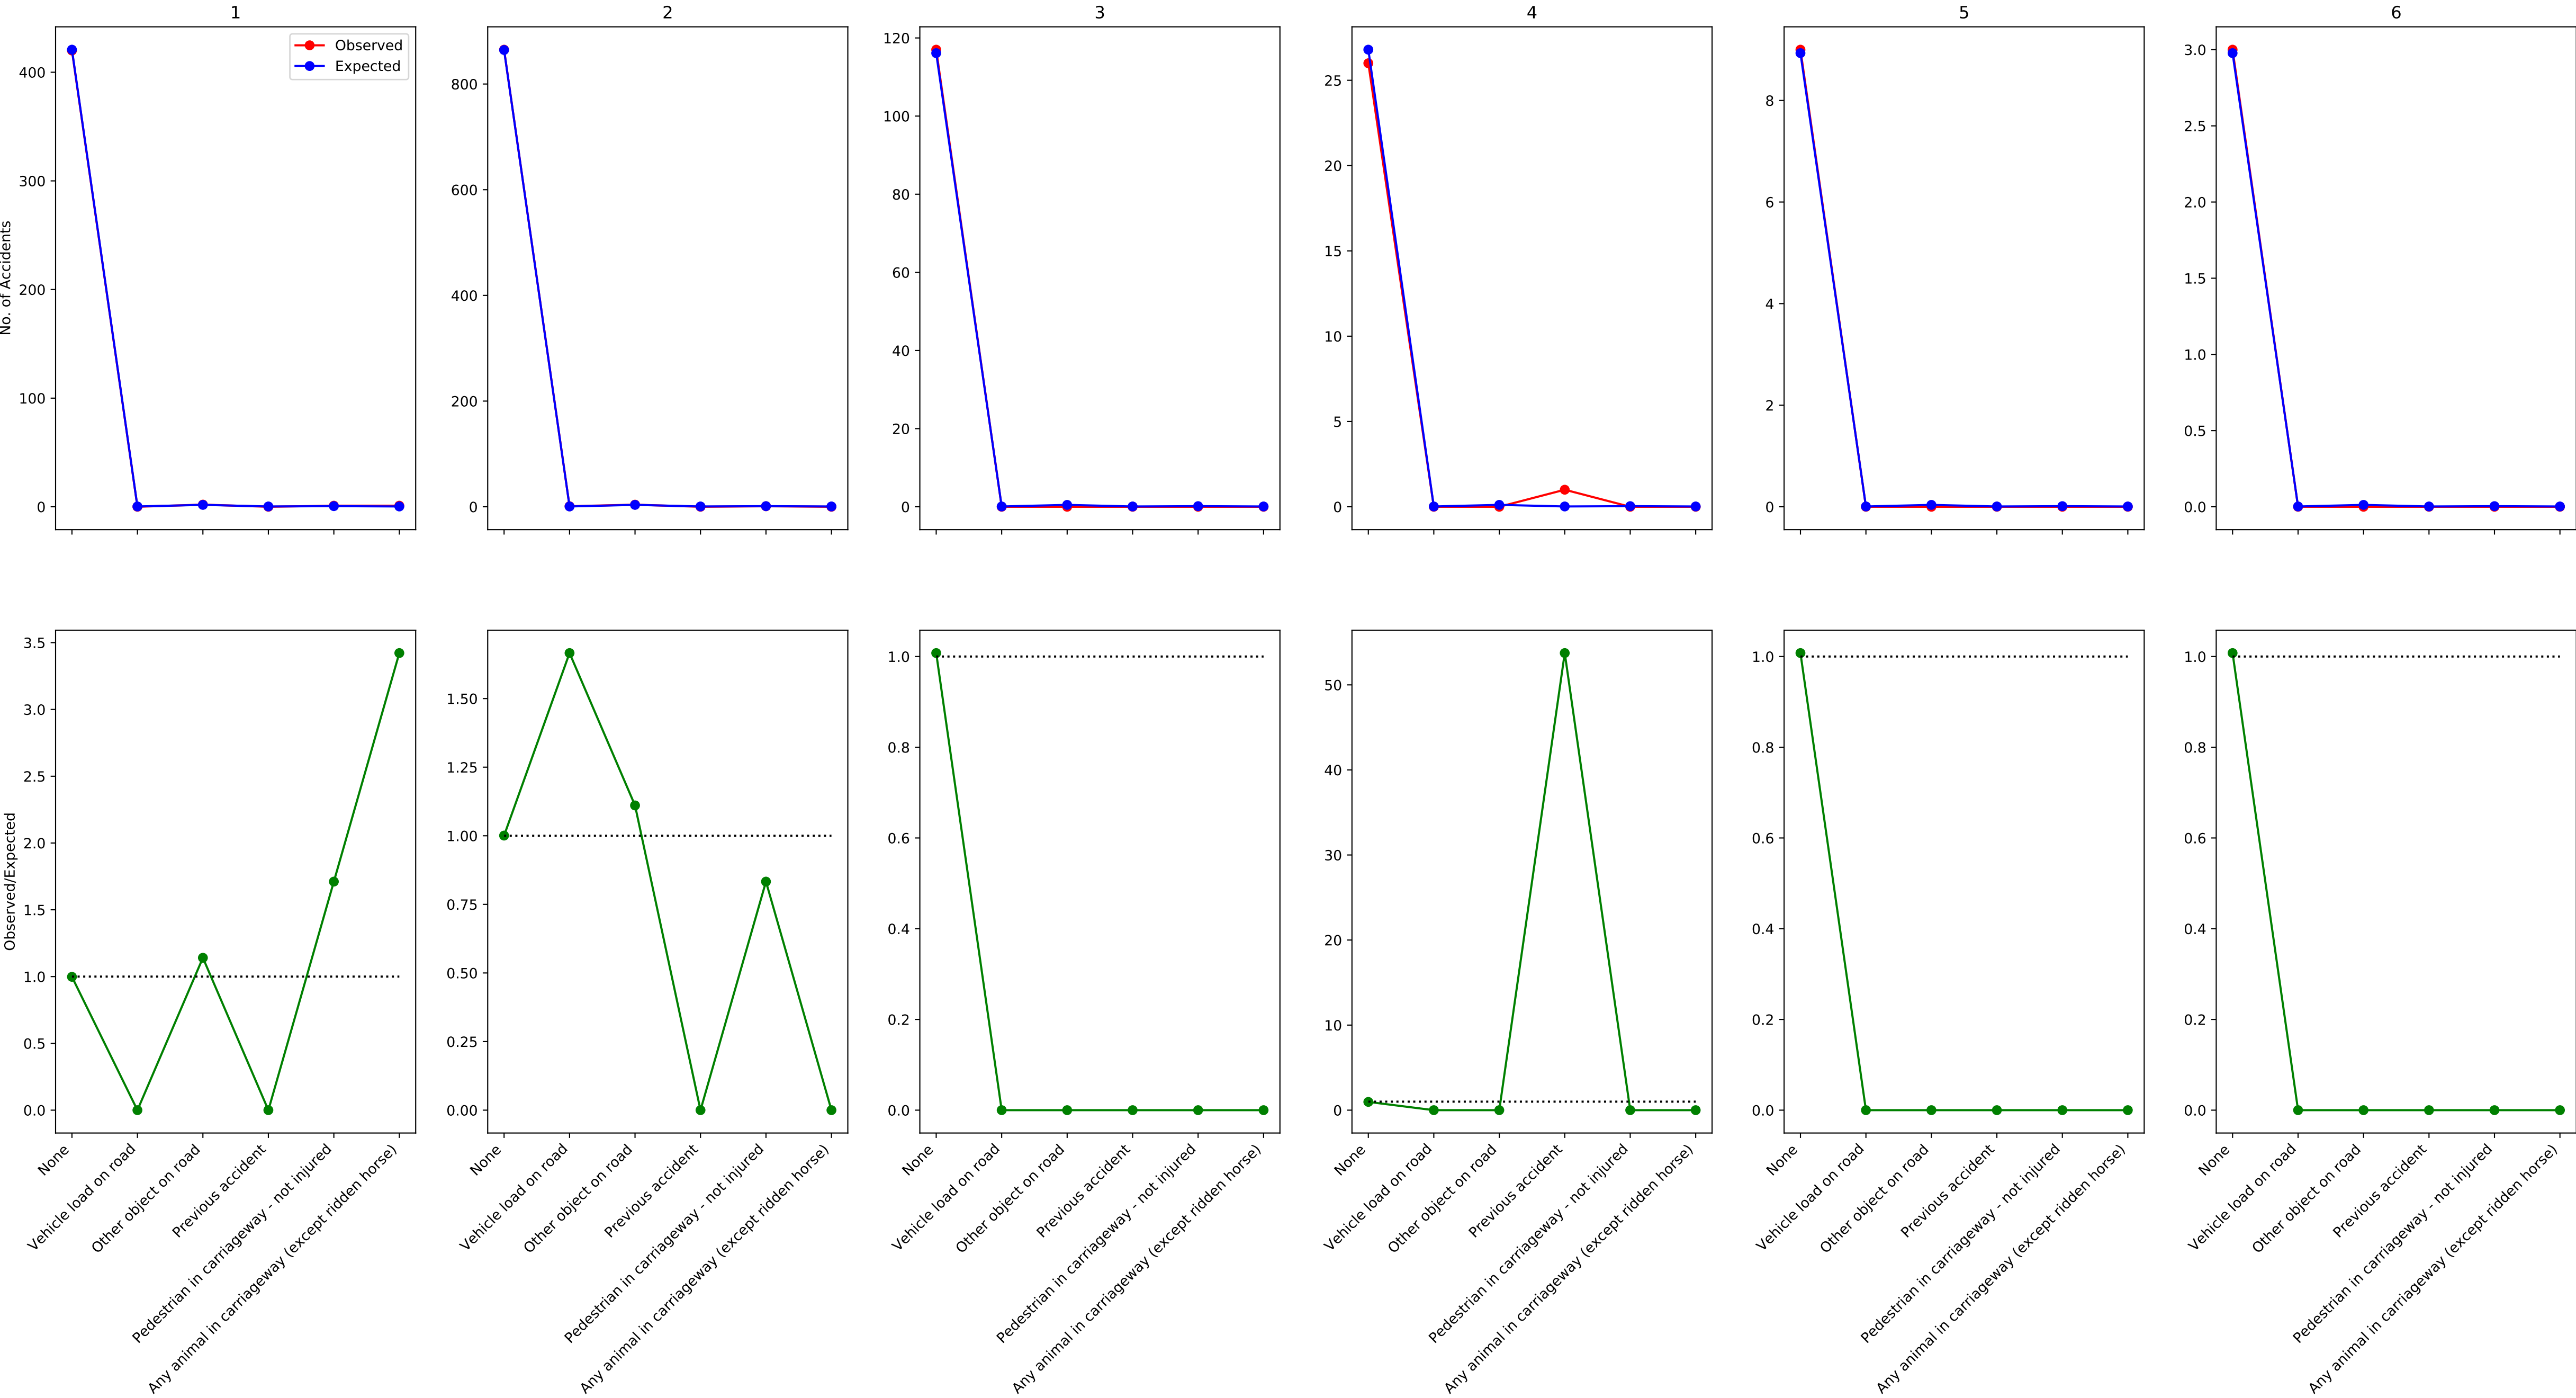 1
2
3
4
5
6
Observed
Expected
No. of Accidents
400
300
200
100
0
800
600
400
200
0
120
100
80
60
40
20
0
25
20
15
10
5
0
8
6
4
2
0
3.0
2.5
2.0
1.5
1.0
0.5
0.0
Observed/Expected
3.5
3.0
2.5
2.0
1.5
1.0
0.5
0.0
1.50
1.25
1.00
0.75
0.50
0.25
0.00
1.0
0.8
0.6
0.4
0.2
0.0
50
40
30
20
10
0
1.0
0.8
0.6
0.4
0.2
0.0
1.0
0.8
0.6
0.4
0.2
0.0
None
Vehicle load on road
Other object on road
Previous accident
Pedestrian in carriageway - not injured
Any animal in carriageway (except ridden horse)
None
Vehicle load on road
Other object on road
Previous accident
Pedestrian in carriageway - not injured
Any animal in carriageway (except ridden horse)
None
Vehicle load on road
Other object on road
Previous accident
Pedestrian in carriageway - not injured
Any animal in carriageway (except ridden horse)
None
Vehicle load on road
Other object on road
Previous accident
Pedestrian in carriageway - not injured
Any animal in carriageway (except ridden horse)
None
Vehicle load on road
Other object on road
Previous accident
Pedestrian in carriageway - not injured
Any animal in carriageway (except ridden horse)
None
Vehicle load on road
Other object on road
Previous accident
Pedestrian in carriageway - not injured
Any animal in carriageway (except ridden horse)